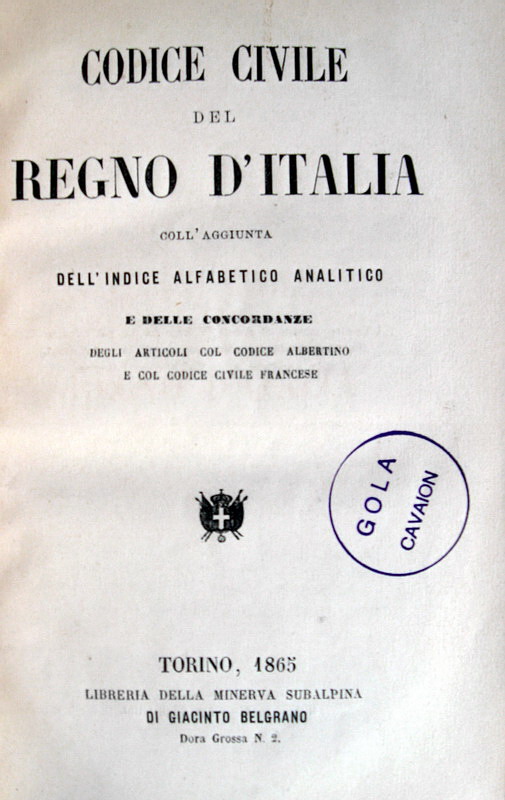 CODICE CIVILE
DEL
REGNO D'ITALIA
COLL'AGGIUNTA
DELL'INDICE ALFABETICO ANALITICO
E DELLE CONCORDANZE
DEGLI ARTICOLI COL CODICE ALBERTINO
E COL CODICE CIVILE FRANCESE
GOLA
CAVAION
TORINO, 1865
LIBRERIA DELLA MINERVA SUBALPINA
DI GIACINTO BELGRANO
Dora Grossa N. 2.